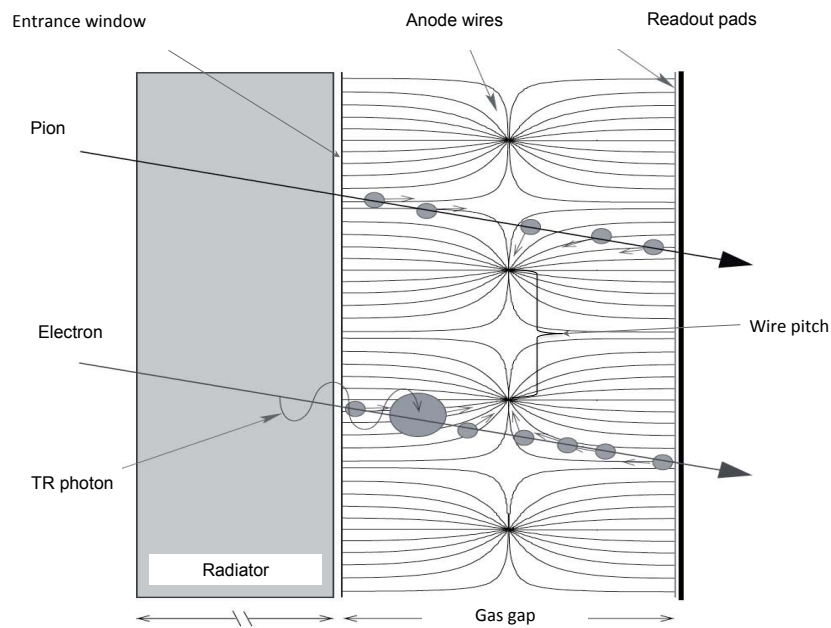 Entrance window
Anode wires
Readout pads
Pion
Electron
Wire pitch
TR photon
Radiator
Gas gap